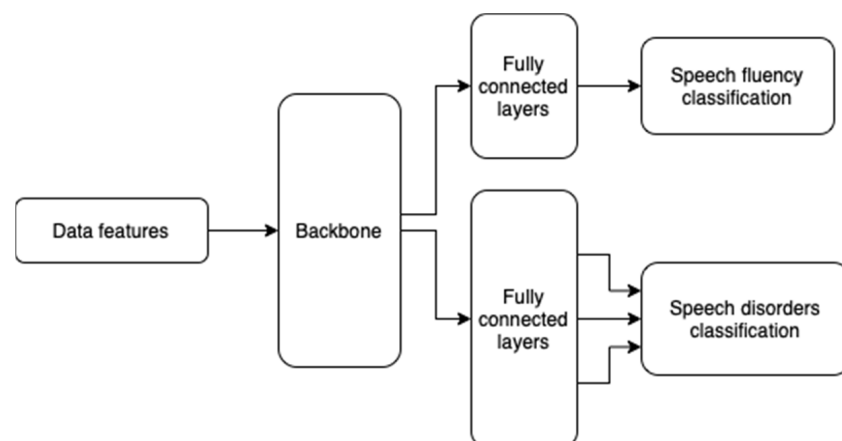 Data features
Backbone
Fully
connected
layers
Speech fluency
classification
Fully
connected
layers
Speech disorders
classification